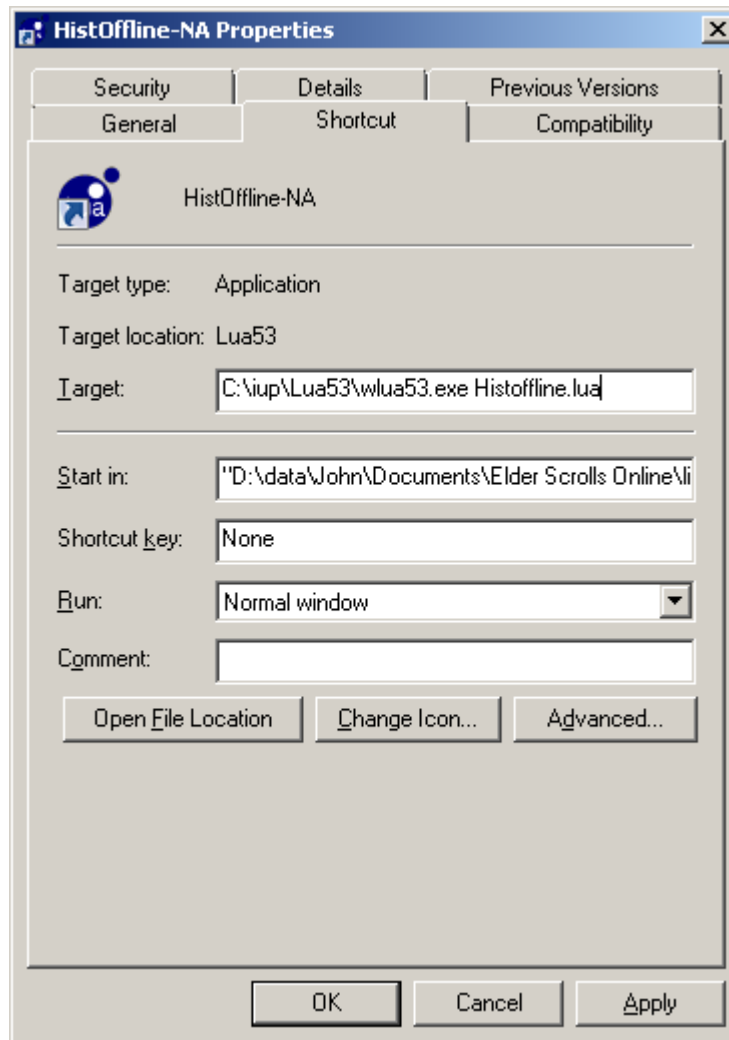 HistOffline-NA Properties
Security Details Previous Versions
General Shortcut Compatibility
HistOffline-NA
Target type: Application
Target location: Lua53
Target: C:\iup\Lua53\wlua53.exe Histoffline.lua
Start in: "D:\data\John\Documents\Elder Scrolls Online\li
Shortcut key: None
Run: Normal window
Comment:
Open File Location Change Icon... Advanced...
OK Cancel Apply